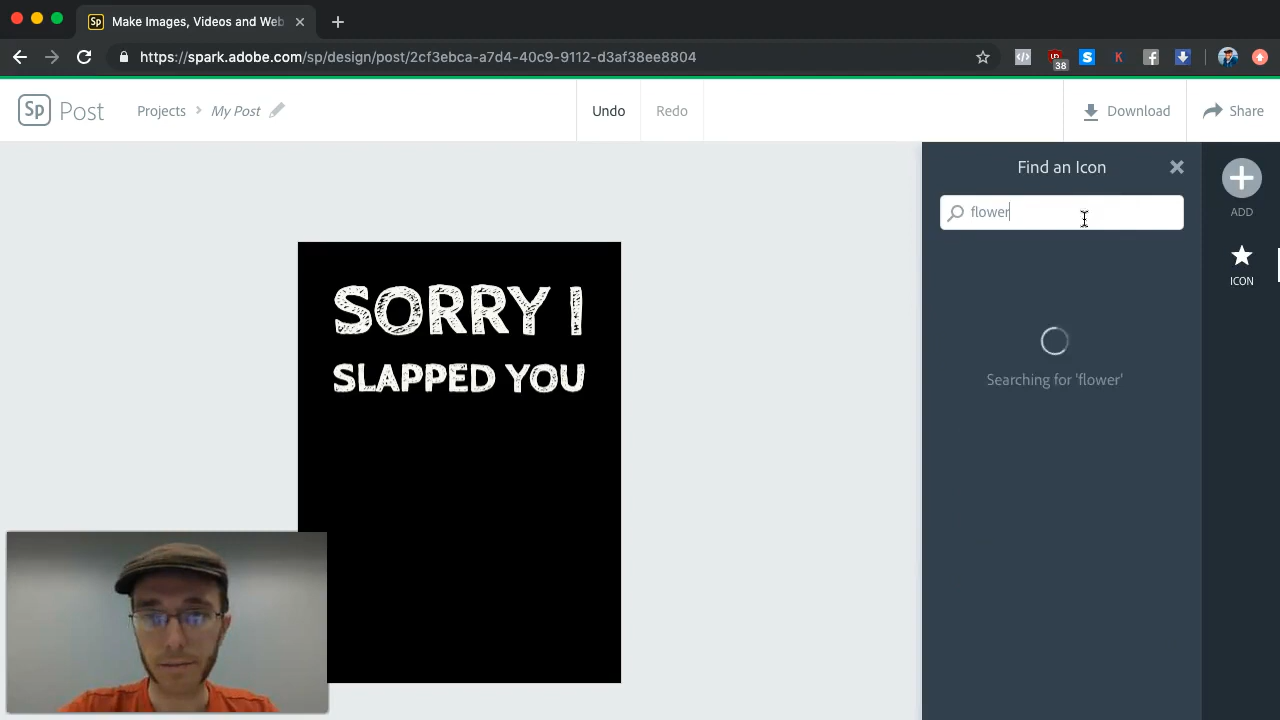 Sp Make Images, Videos and Web
https://spark.adobe.com/sp/design/post/2cf3ebca-a7d4-40c9-9112-d3af38ee8804
38
K
Sp Post
Projects > My Post
Undo
Redo
Download
Share
Find an Icon
flower
ADD
ICON
Searching for 'flower'
SORRY I
SLAPPED YOU